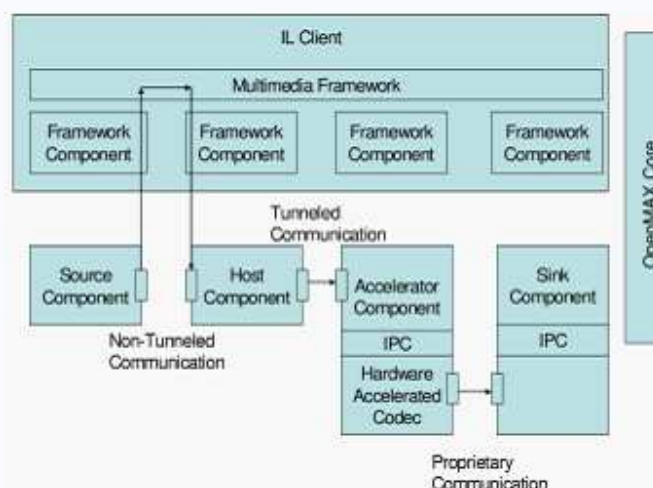 IL Client
Multimedia Framework
Framework
Component
Framework
Component
Framework
Component
Framework
Component
OpenMAX Core
Tunneled
Communication
Source
Component
Host
Component
Accelerator
Component
Sink
Component
Non-Tunneled
Communication
IPC
IPC
Hardware
Accelerated
Codec
Proprietary
Communication